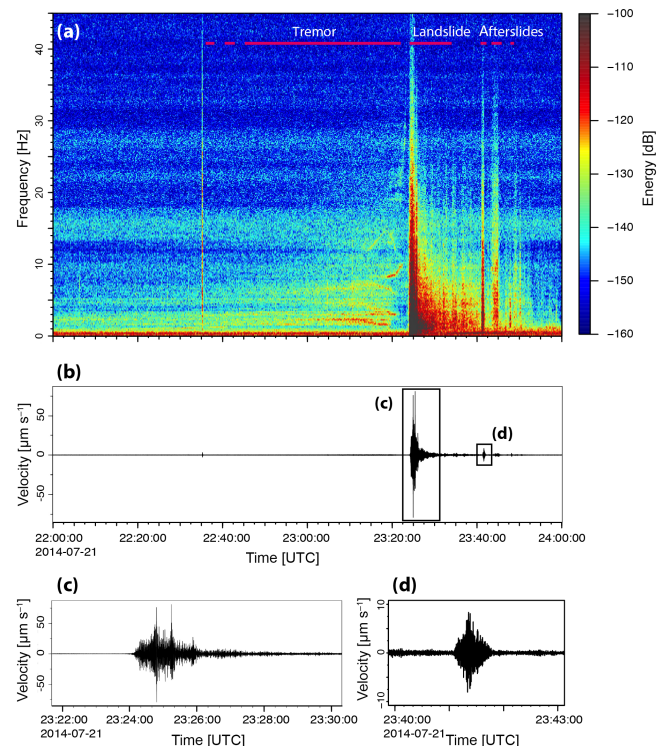 (a)
Tremor
Landslide
Afterslides
40
30
20
10
0
Frequency [Hz]
−100
−110
−120
−130
−140
−150
−160
Energy [dB]
(b)
(c)
(d)
50
0
-50
Velocity [µm s⁻¹]
22:00:00 22:20:00 22:40:00 23:00:00 23:20:00 23:40:00 24:00:00
2014-07-21
Time [UTC]
(c)
50
0
-50
Velocity [µm s⁻¹]
23:22:00 23:24:00 23:26:00 23:28:00 23:30:00
2014-07-21
Time [UTC]
(d)
10
5
0
-5
-10
Velocity [µm s⁻¹]
23:40:00 23:43:00
2014-07-21
Time [UTC]